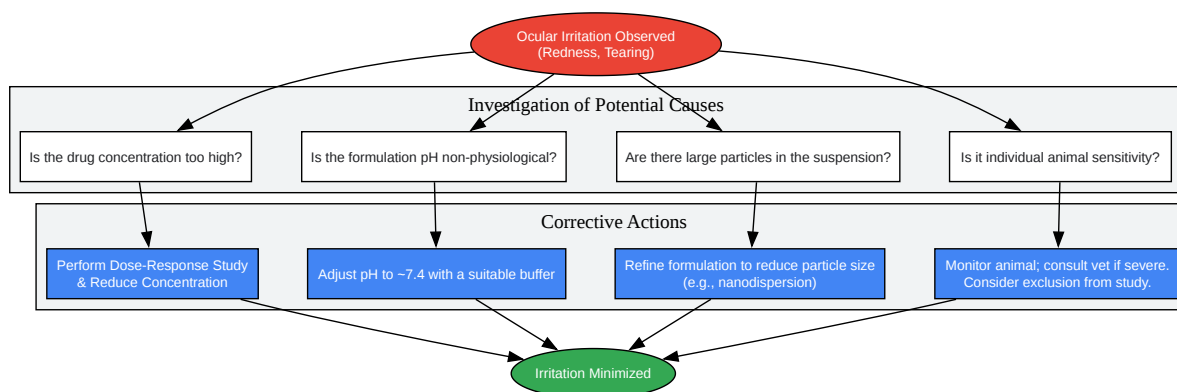 Ocular Irritation Observed
(Redness, Tearing)
Investigation of Potential Causes
Is the drug concentration too high?
Is the formulation pH non-physiological?
Are there large particles in the suspension?
Is it individual animal sensitivity?
Corrective Actions
Perform Dose-Response Study
& Reduce Concentration
Adjust pH to ~7.4 with a suitable buffer
Refine formulation to reduce particle size
(e.g., nanodispersion)
Monitor animal; consult vet if severe.
Consider exclusion from study.
Irritation Minimized